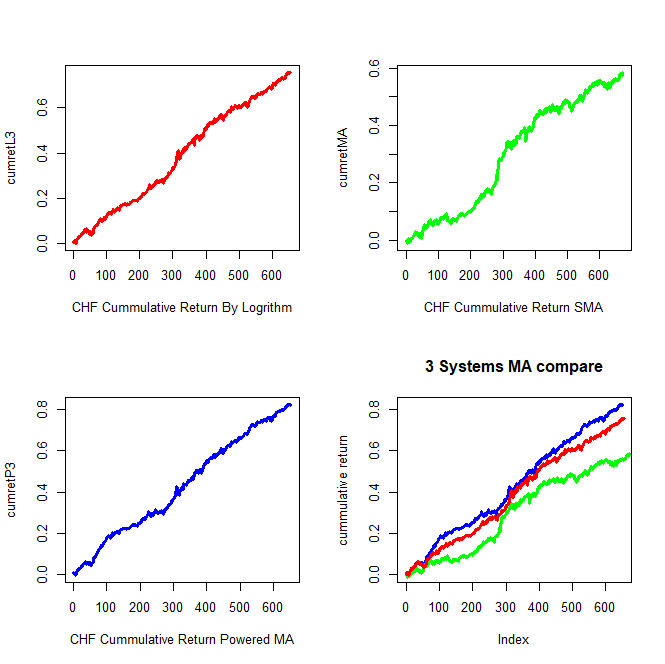 cumretL3
0.0 0.2 0.4 0.6
0 100 200 300 400 500 600
CHF Cummulative Return By Logrithm
cumretMA
0.0 0.2 0.4 0.6
0 100 200 300 400 500 600
CHF Cummulative Return SMA
cumretP3
0.0 0.2 0.4 0.6 0.8
0 100 200 300 400 500 600
CHF Cummulative Return Powered MA
3 Systems MA compare
cummulative return
0.0 0.2 0.4 0.6 0.8
0 100 200 300 400 500 600
Index